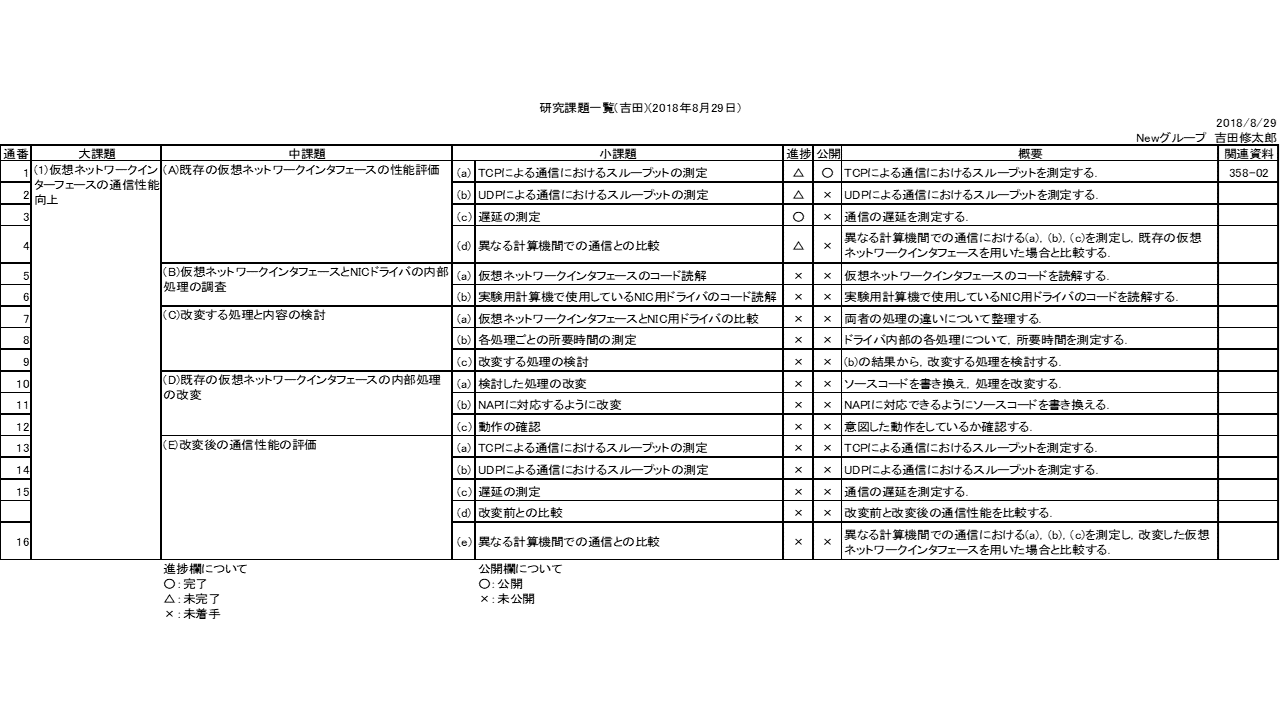 研究課題一覧(吉田)(2018年8月29日)
2018/8/29
Newグループ 吉田修太郎
通番 大課題 中課題 小課題 進捗 公開 概要 関連資料
1 (1)仮想ネットワークインターフェースの通信性能向上 (A)既存の仮想ネットワークインタフェースの性能評価 (a) TCPによる通信におけるスループットの測定 △ ○ TCPによる通信におけるスループットを測定する. 358-02
2 (b) UDPによる通信におけるスループットの測定 △ × UDPによる通信におけるスループットを測定する.
3 (c) 遅延の測定 ○ × 通信の遅延を測定する.
4 (d) 異なる計算機間での通信との比較 △ × 異なる計算機間での通信における(a), (b), (c)を測定し, 既存の仮想ネットワークインタフェースを用いた場合と比較する.
5 (B)仮想ネットワークインタフェースとNICドライバの内部処理の調査 (a) 仮想ネットワークインタフェースのコード読解 × × 仮想ネットワークインタフェースのコードを読解する.
6 (b) 実験用計算機で使用しているNIC用ドライバのコード読解 × × 実験用計算機で使用しているNIC用ドライバのコードを読解する.
7 (C)改変する処理と内容の検討 (a) 仮想ネットワークインタフェースとNIC用ドライバの比較 × × 両者の処理の違いについて整理する.
8 (b) 各処理ごとの所要時間の測定 × × ドライバ内部の各処理について, 所要時間を測定する.
9 (c) 改変する処理の検討 × × (b)の結果から, 改変する処理を検討する.
10 (D)既存の仮想ネットワークインタフェースの内部処理の改変 (a) 検討した処理の改変 × × ソースコードを書き換え, 処理を改変する.
11 (b) NAPIに対応するように改変 × × NAPIに対応できるようにソースコードを書き換える.
12 (c) 動作の確認 × × 意図した動作をしているか確認する.
13 (E)改変後の通信性能の評価 (a) TCPによる通信におけるスループットの測定 × × TCPによる通信におけるスループットを測定する.
14 (b) UDPによる通信におけるスループットの測定 × × UDPによる通信におけるスループットを測定する.
15 (c) 遅延の測定 × × 通信の遅延を測定する.
(d) 改変前との比較 × × 改変前と改変後の通信性能を比較する.
16 (e) 異なる計算機間での通信との比較 × × 異なる計算機間での通信における(a), (b), (c)を測定し, 改変した仮想ネットワークインタフェースを用いた場合と比較する.
進捗欄について 公開欄について
○:完了 ○:公開
△:未完了 ×:未公開
×:未着手